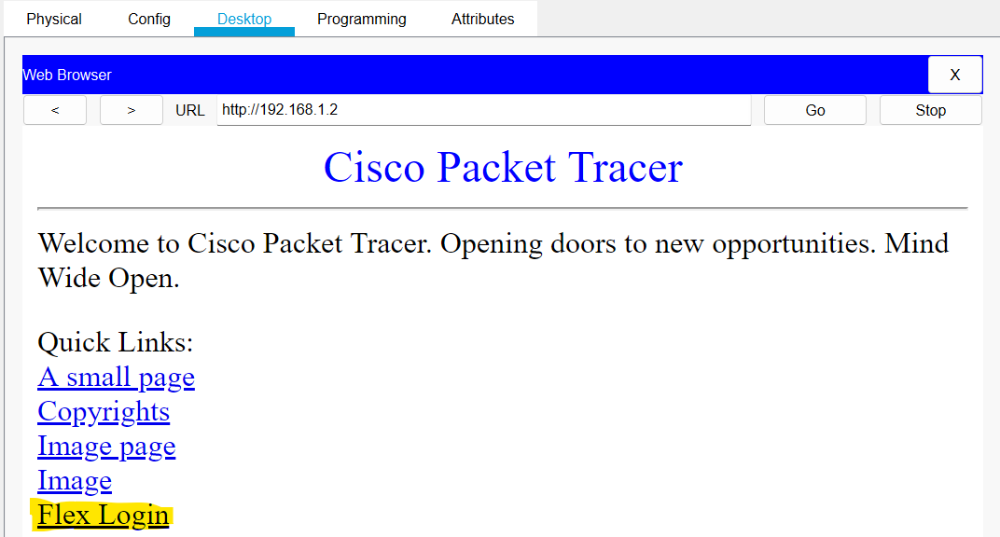 Physical Config Desktop Programming Attributes
Web Browser X
< > URL http://192.168.1.2 Go Stop
Cisco Packet Tracer
Welcome to Cisco Packet Tracer. Opening doors to new opportunities. Mind
Wide Open.
Quick Links:
A small page
Copyrights
Image page
Image
Flex Login